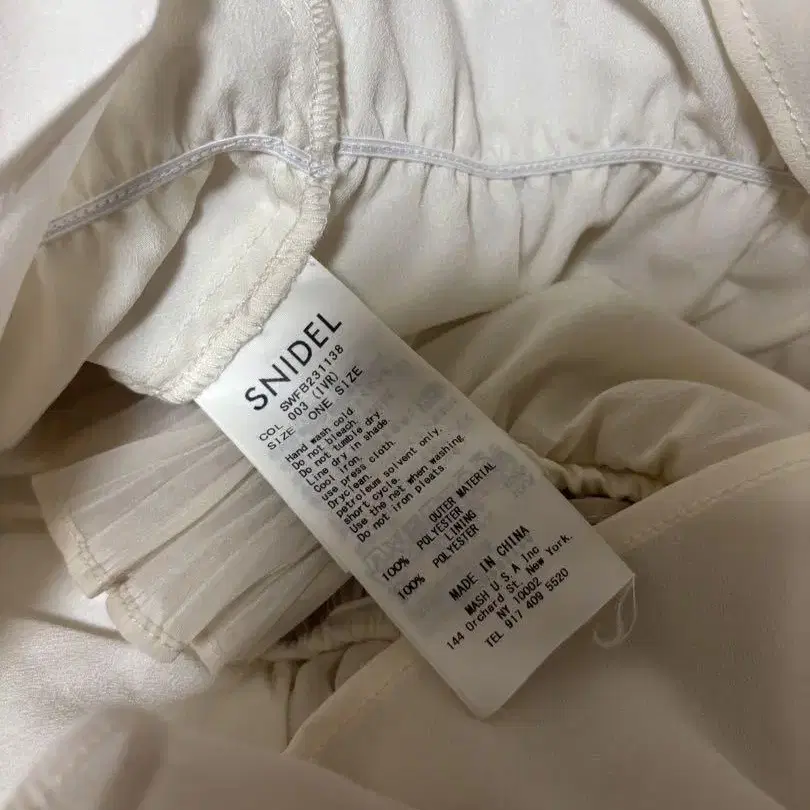 SNIDEL
SWFB231138
COL 003 (IVR)
SIZE ONE SIZE
Hand wash cold
Do not bleach.
Do not tumble dry.
Line dry in shade.
Cool iron.
use press cloth.
Dryclean.
petroleum solvent only.
short cycle.
Use the net when washing.
Do not iron pleats.
OUTER MATERIAL
100% POLYESTER
LINING
100% POLYESTER
MADE IN CHINA
MASH U.S.A Inc
144 Orchard St. New York.
NY 10002
TEL 917 409 5520